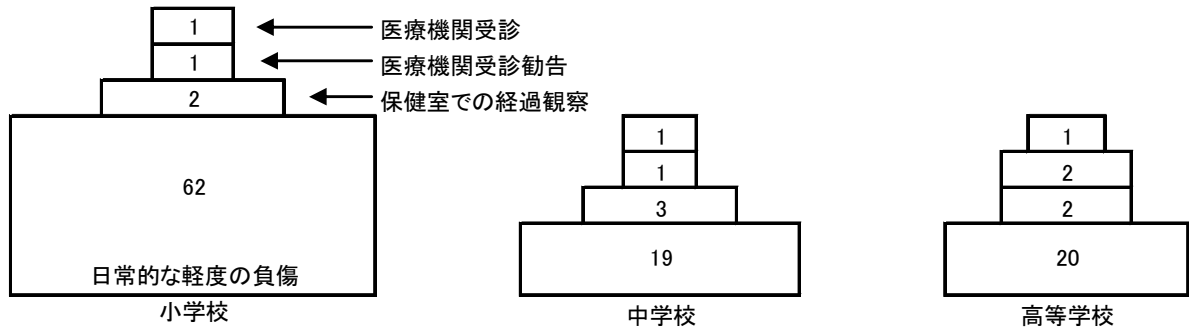 1
医療機関受診
1
医療機関受診勧告
2
保健室での経過観察
62
日常的な軽度の負傷
小学校
1
1
3
19
中学校
1
2
2
20
高等学校